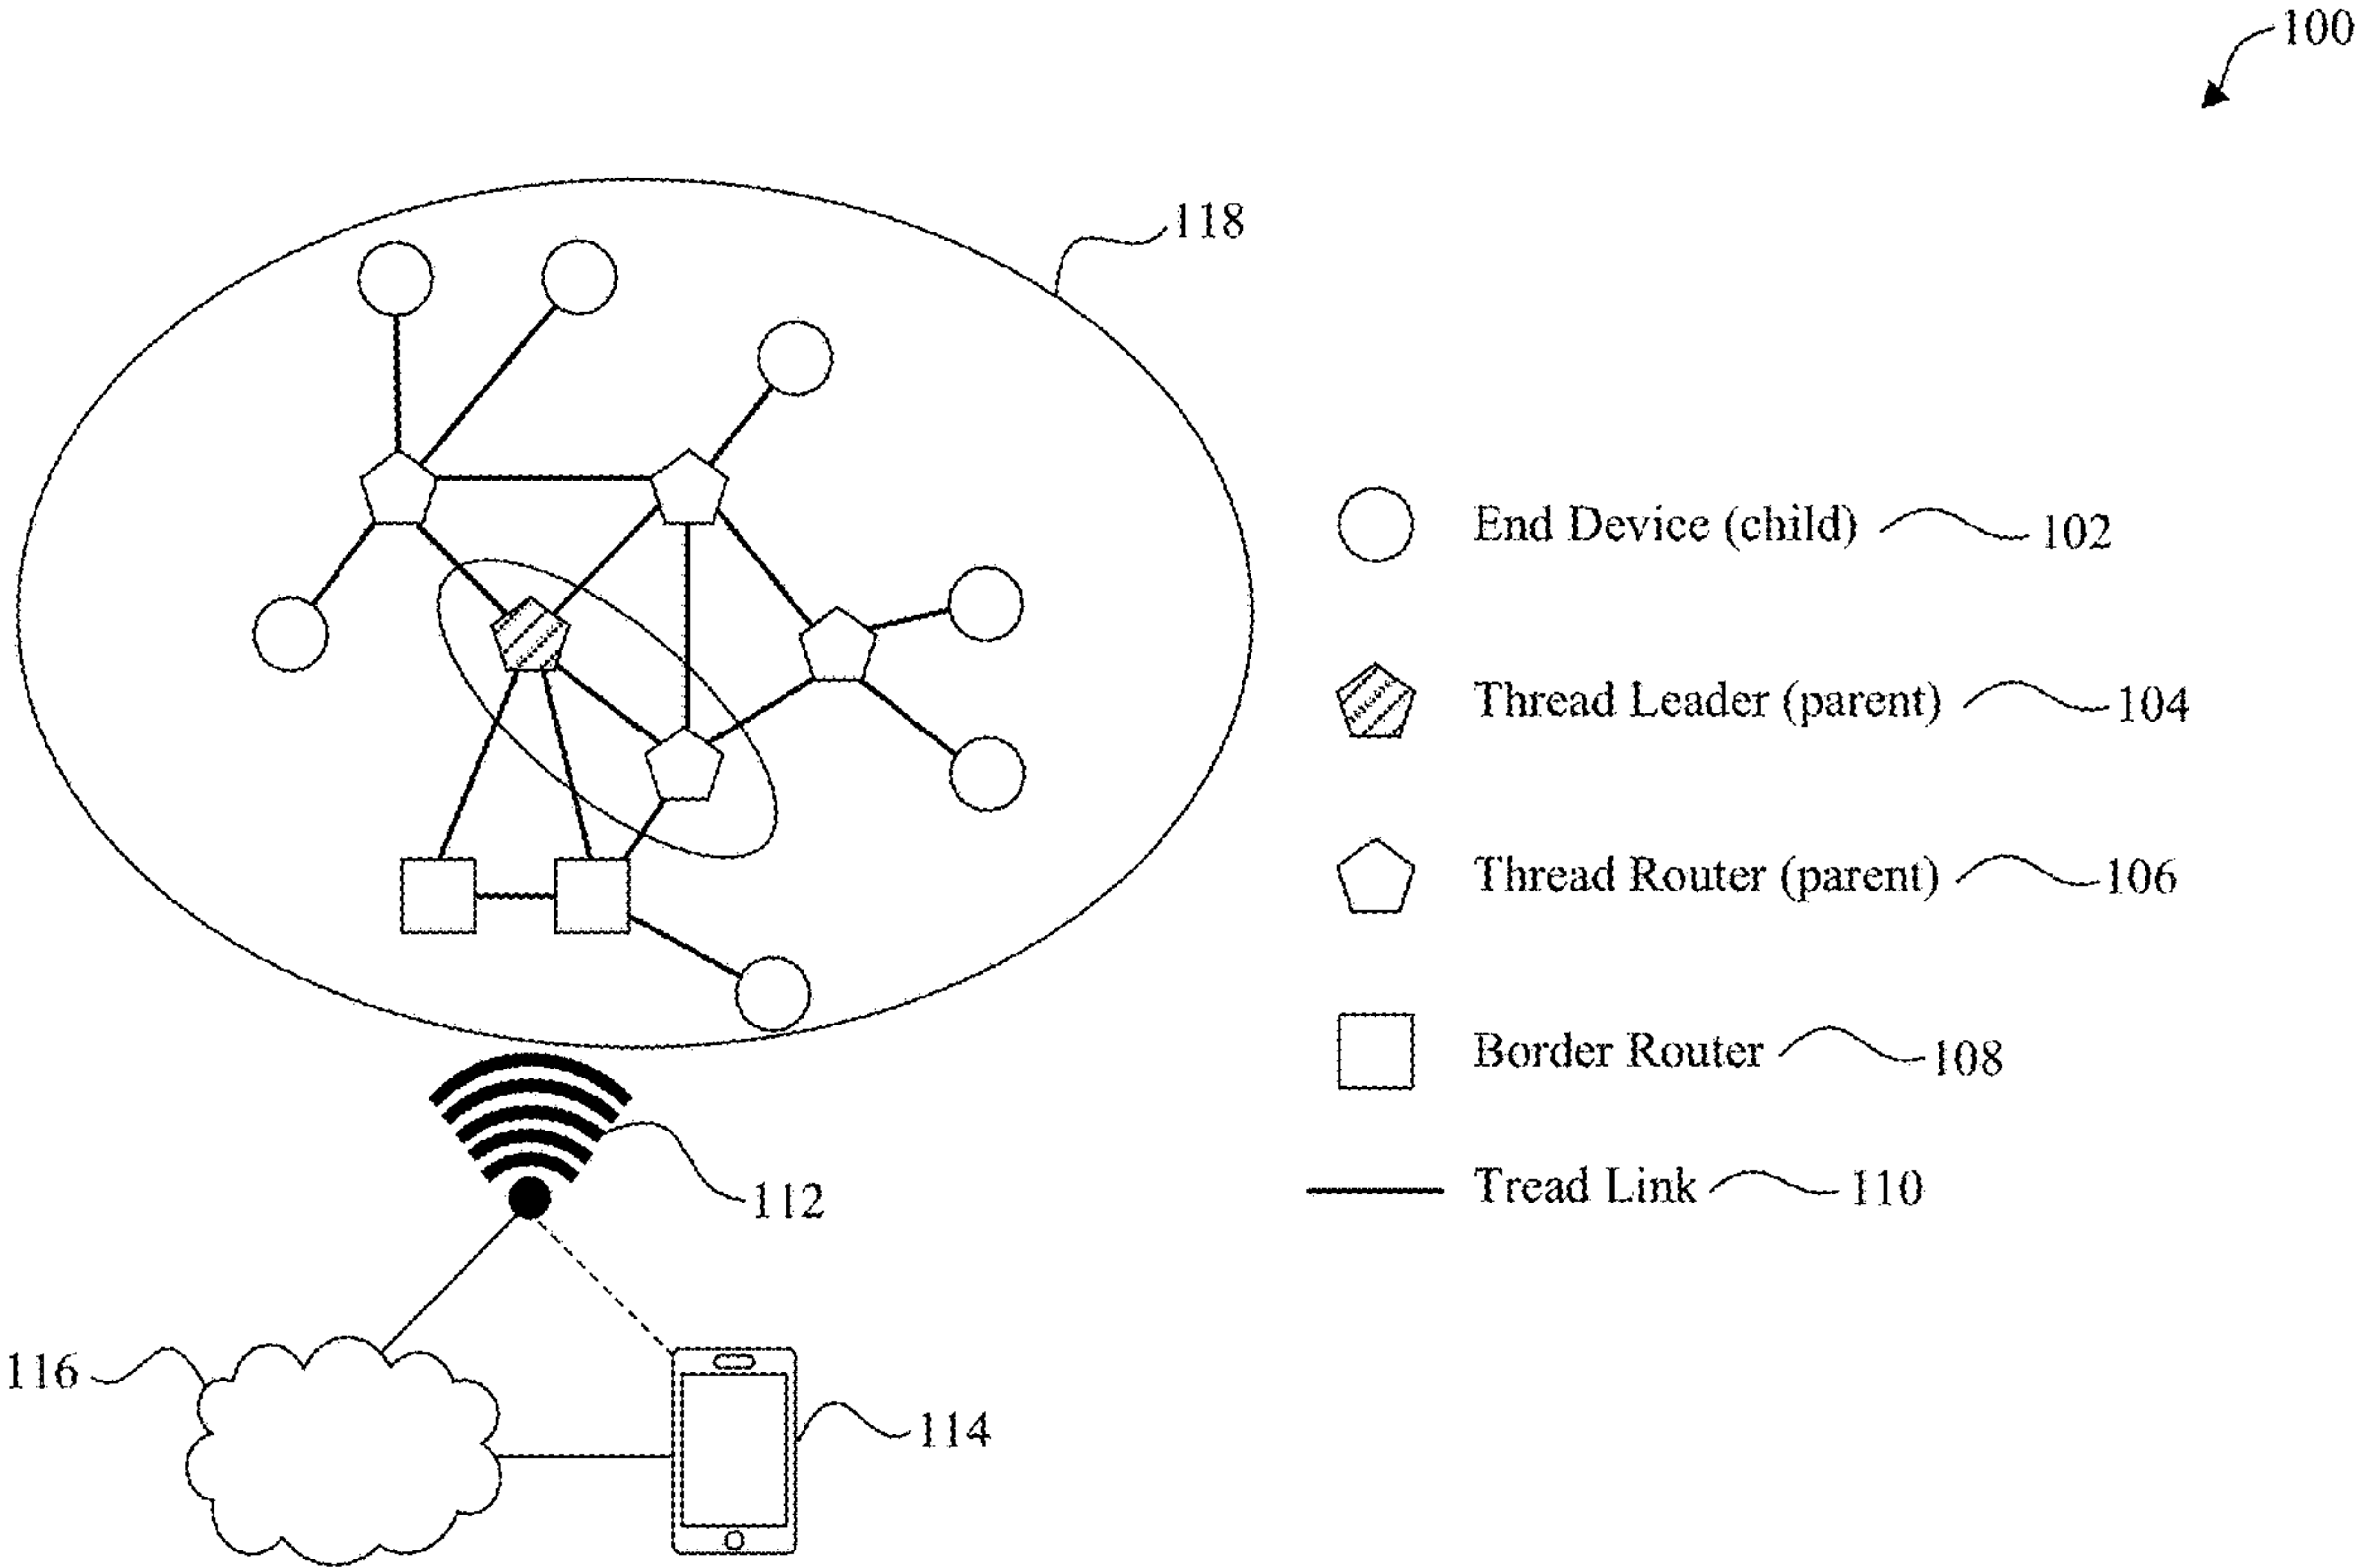 100
118
End Device (child) 102
Thread Leader (parent) 104
Thread Router (parent) 106
Border Router 108
Tread Link 110
112
116
114